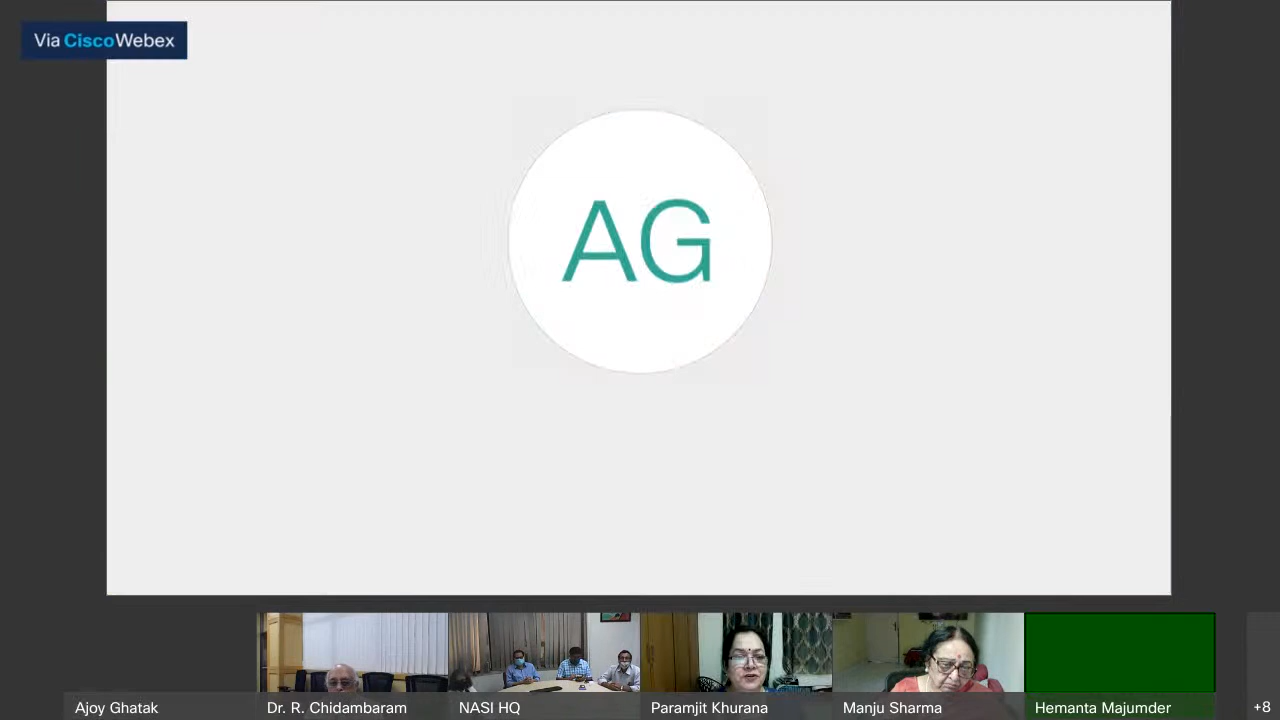 Via CiscoWebex
AG
Ajoy Ghatak
Dr. R. Chidambaram
NASI HQ
Paramjit Khurana
Manju Sharma
Hemanta Majumder
+8